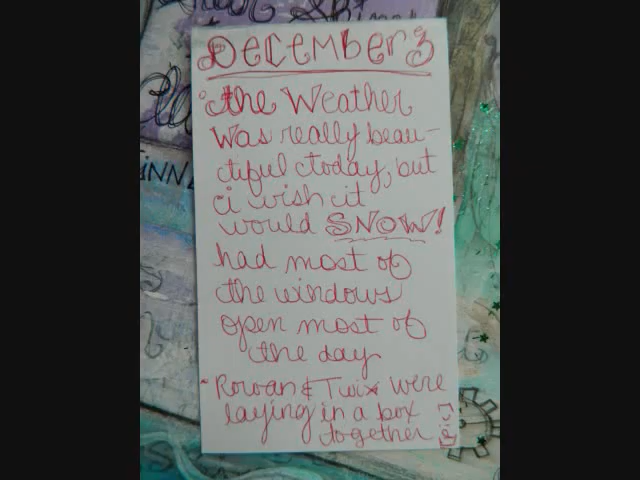 December 3
• the Weather
was really beau-
tiful today, but
i wish it
would SNOW!
had most of
the windows
open most of
the day
• Rowan & Twix were
laying in a box
together [pic]